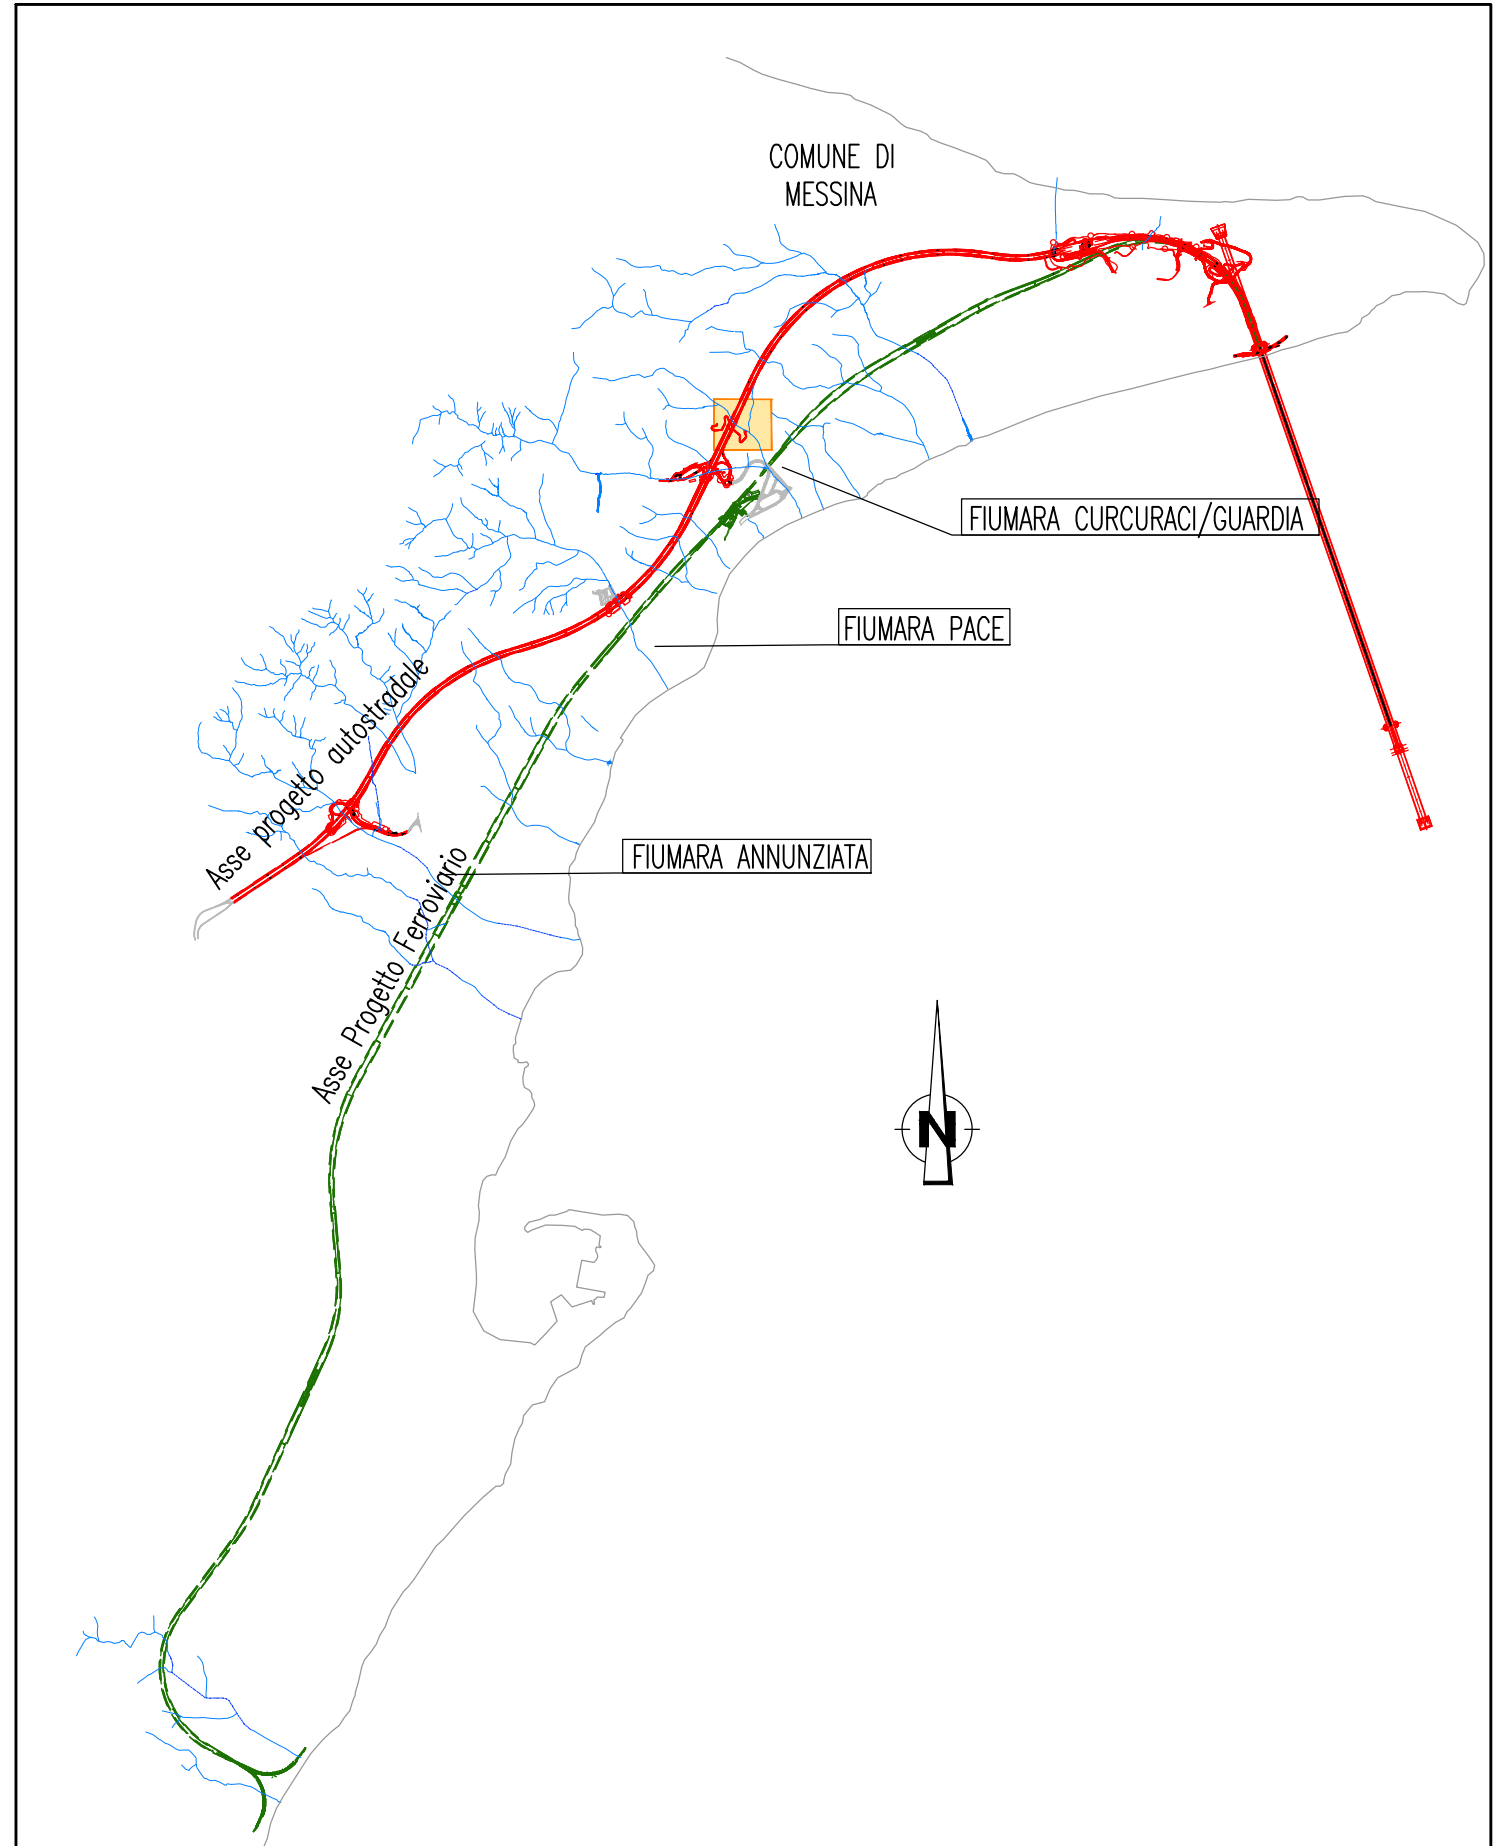 COMUNE DI
MESSINA
FIUMARA CURCURACI/GUARDIA
FIUMARA PACE
Asse progetto autostradale
FIUMARA ANNUNZIATA
Asse Progetto Ferroviario
N